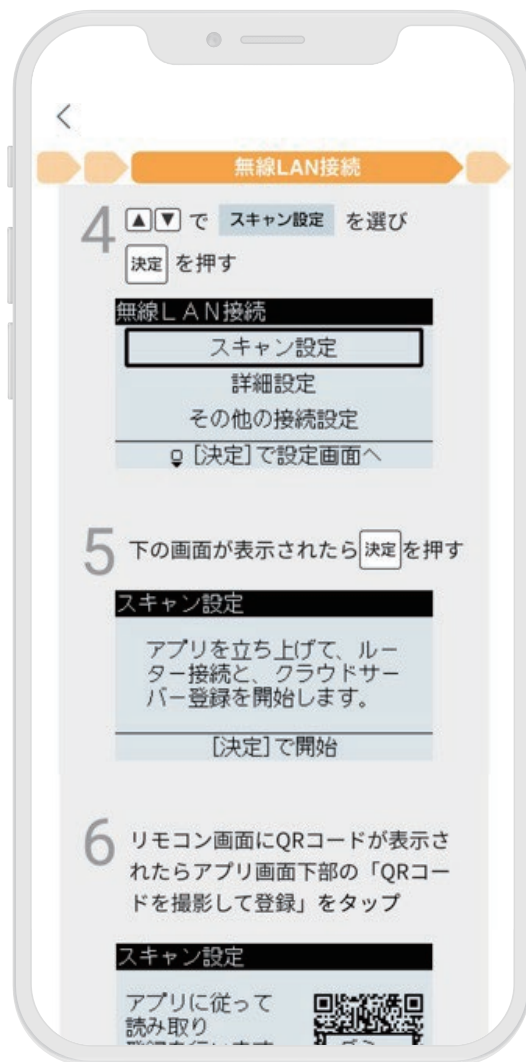 無線LAN接続
4 ▲▼ で スキャン設定 を選び
決定 を押す
無線LAN接続
スキャン設定
詳細設定
その他の接続設定
[決定]で設定画面へ
5 下の画面が表示されたら 決定 を押す
スキャン設定
アプリを立ち上げて、ルー
ター接続と、クラウドサー
バー登録を開始します。
[決定]で開始
6 リモコン画面にQRコードが表示さ
れたらアプリ画面下部の「QRコー
ドを撮影して登録」をタップ
スキャン設定
アプリに従って
読み取り